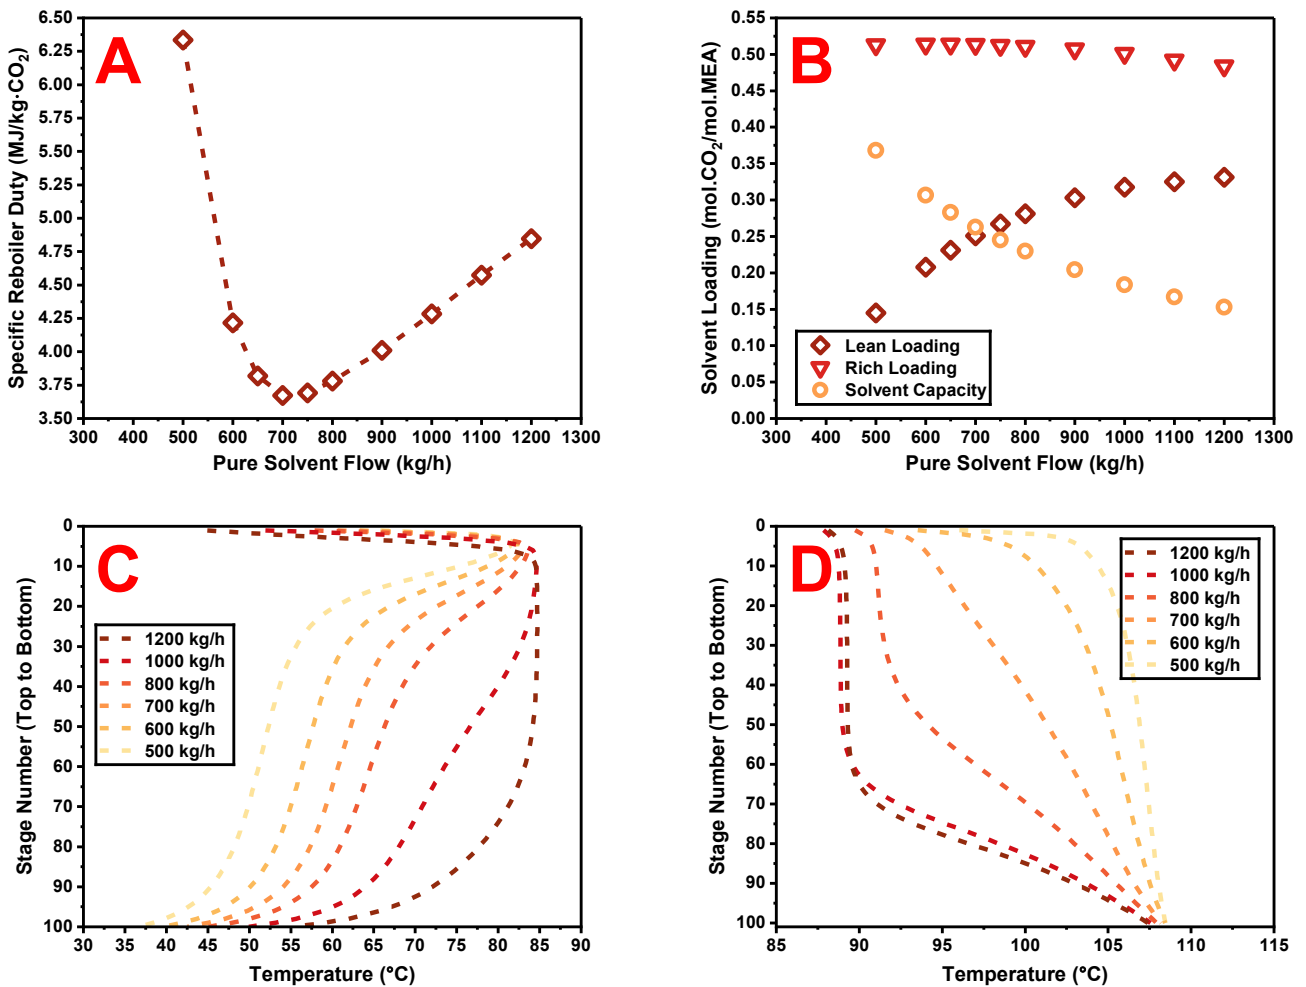 A
Specific Reboiler Duty (MJ/kg·CO₂)
6.50
6.25
6.00
5.75
5.50
5.25
5.00
4.75
4.50
4.25
4.00
3.75
3.50
300 400 500 600 700 800 900 1000 1100 1200 1300
Pure Solvent Flow (kg/h)
B
Solvent Loading (mol.CO₂/mol.MEA)
0.55
0.50
0.45
0.40
0.35
0.30
0.25
0.20
0.15
0.10
0.05
0.00
Lean Loading
Rich Loading
Solvent Capacity
300 400 500 600 700 800 900 1000 1100 1200 1300
Pure Solvent Flow (kg/h)
C
Stage Number (Top to Bottom)
0
10
20
30
40
50
60
70
80
90
100
1200 kg/h
1000 kg/h
800 kg/h
700 kg/h
600 kg/h
500 kg/h
30 35 40 45 50 55 60 65 70 75 80 85 90
Temperature (°C)
D
Stage Number (Top to Bottom)
0
10
20
30
40
50
60
70
80
90
100
1200 kg/h
1000 kg/h
800 kg/h
700 kg/h
600 kg/h
500 kg/h
85 90 95 100 105 110 115
Temperature (°C)